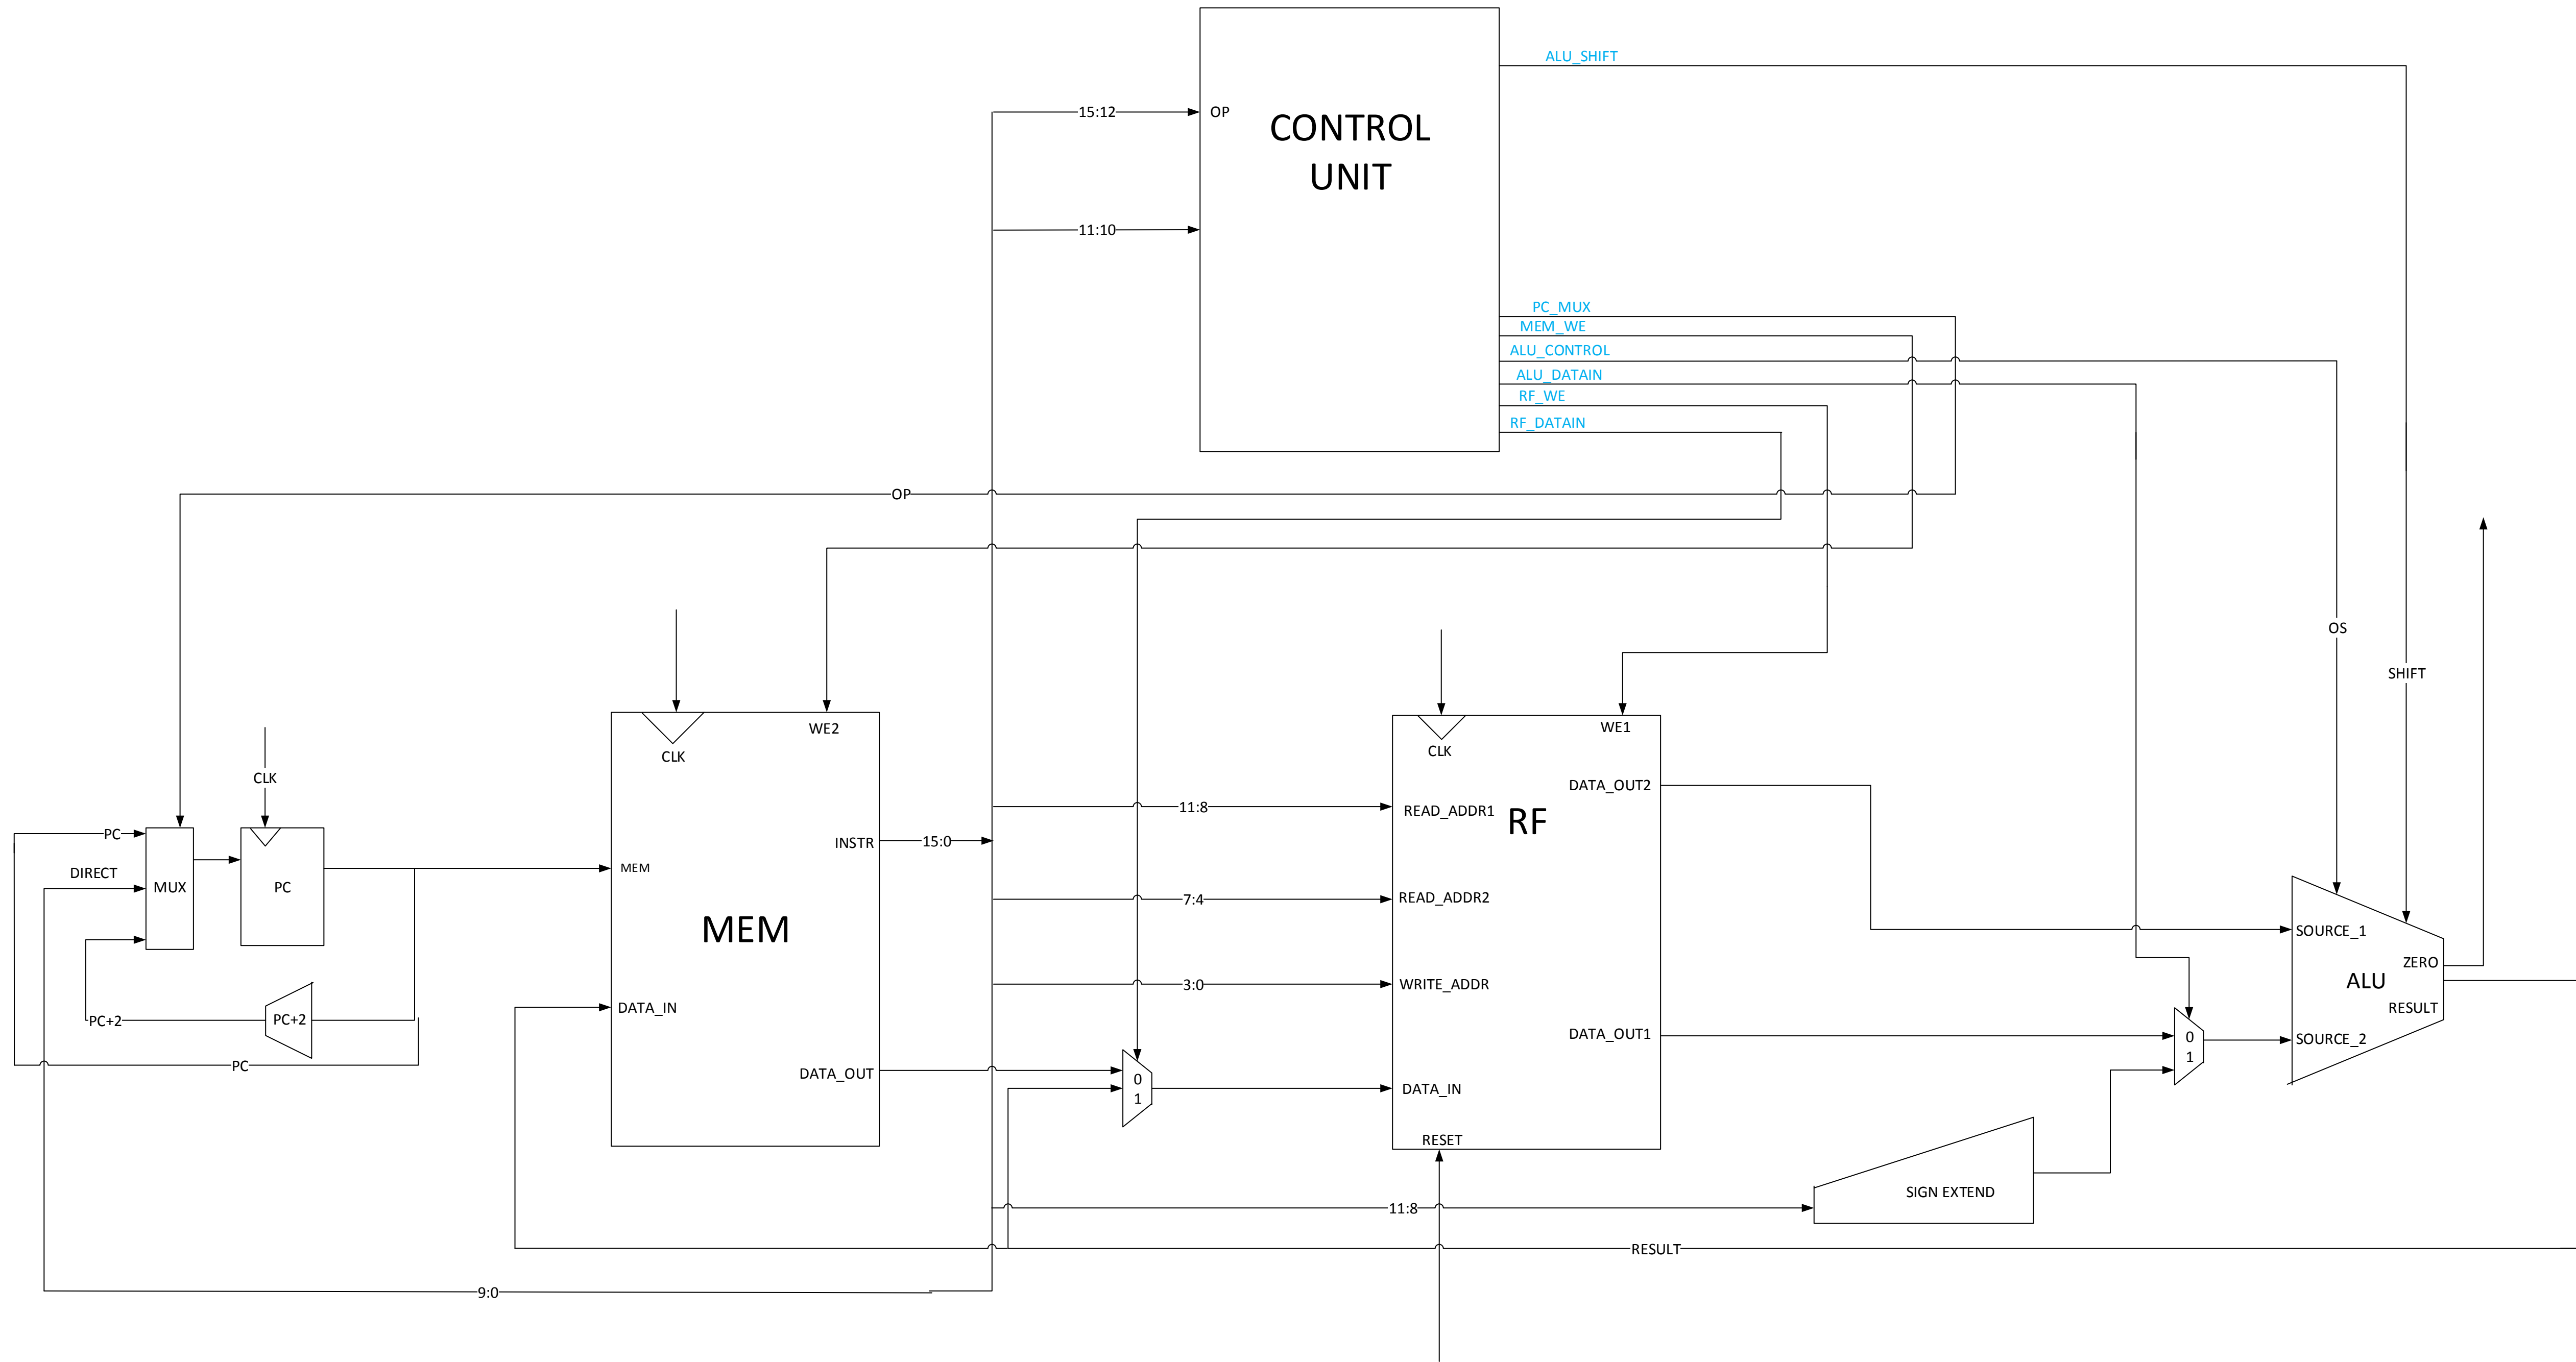 ALU_SHIFT
15:12
OP
CONTROL
UNIT
11:10
PC_MUX
MEM_WE
ALU_CONTROL
ALU_DATAIN
RF_WE
RF_DATAIN
OP
OS
SHIFT
CLK
WE2
CLK
WE1
CLK
PC
DIRECT
MUX
PC
PC+2
PC+2
PC
MEM
INSTR
15:0
MEM
DATA_IN
DATA_OUT
11:8
7:4
3:0
0
1
READ_ADDR1
RF
DATA_OUT2
READ_ADDR2
WRITE_ADDR
DATA_OUT1
DATA_IN
RESET
SOURCE_1
ZERO
ALU
RESULT
SOURCE_2
0
1
SIGN EXTEND
11:8
RESULT
9:0